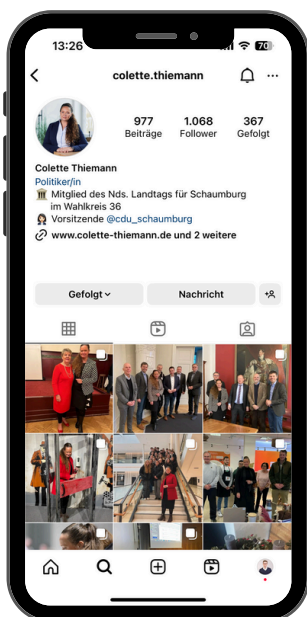 13:26
70
colette.thiemann
977 1.068 367
Beiträge Follower Gefolgt
Colette Thiemann
Politiker/in
Mitglied des Nds. Landtags für Schaumburg
im Wahlkreis 36
Vorsitzende @cdu_schaumburg
www.colette-thiemann.de und 2 weitere
Gefolgt Nachricht